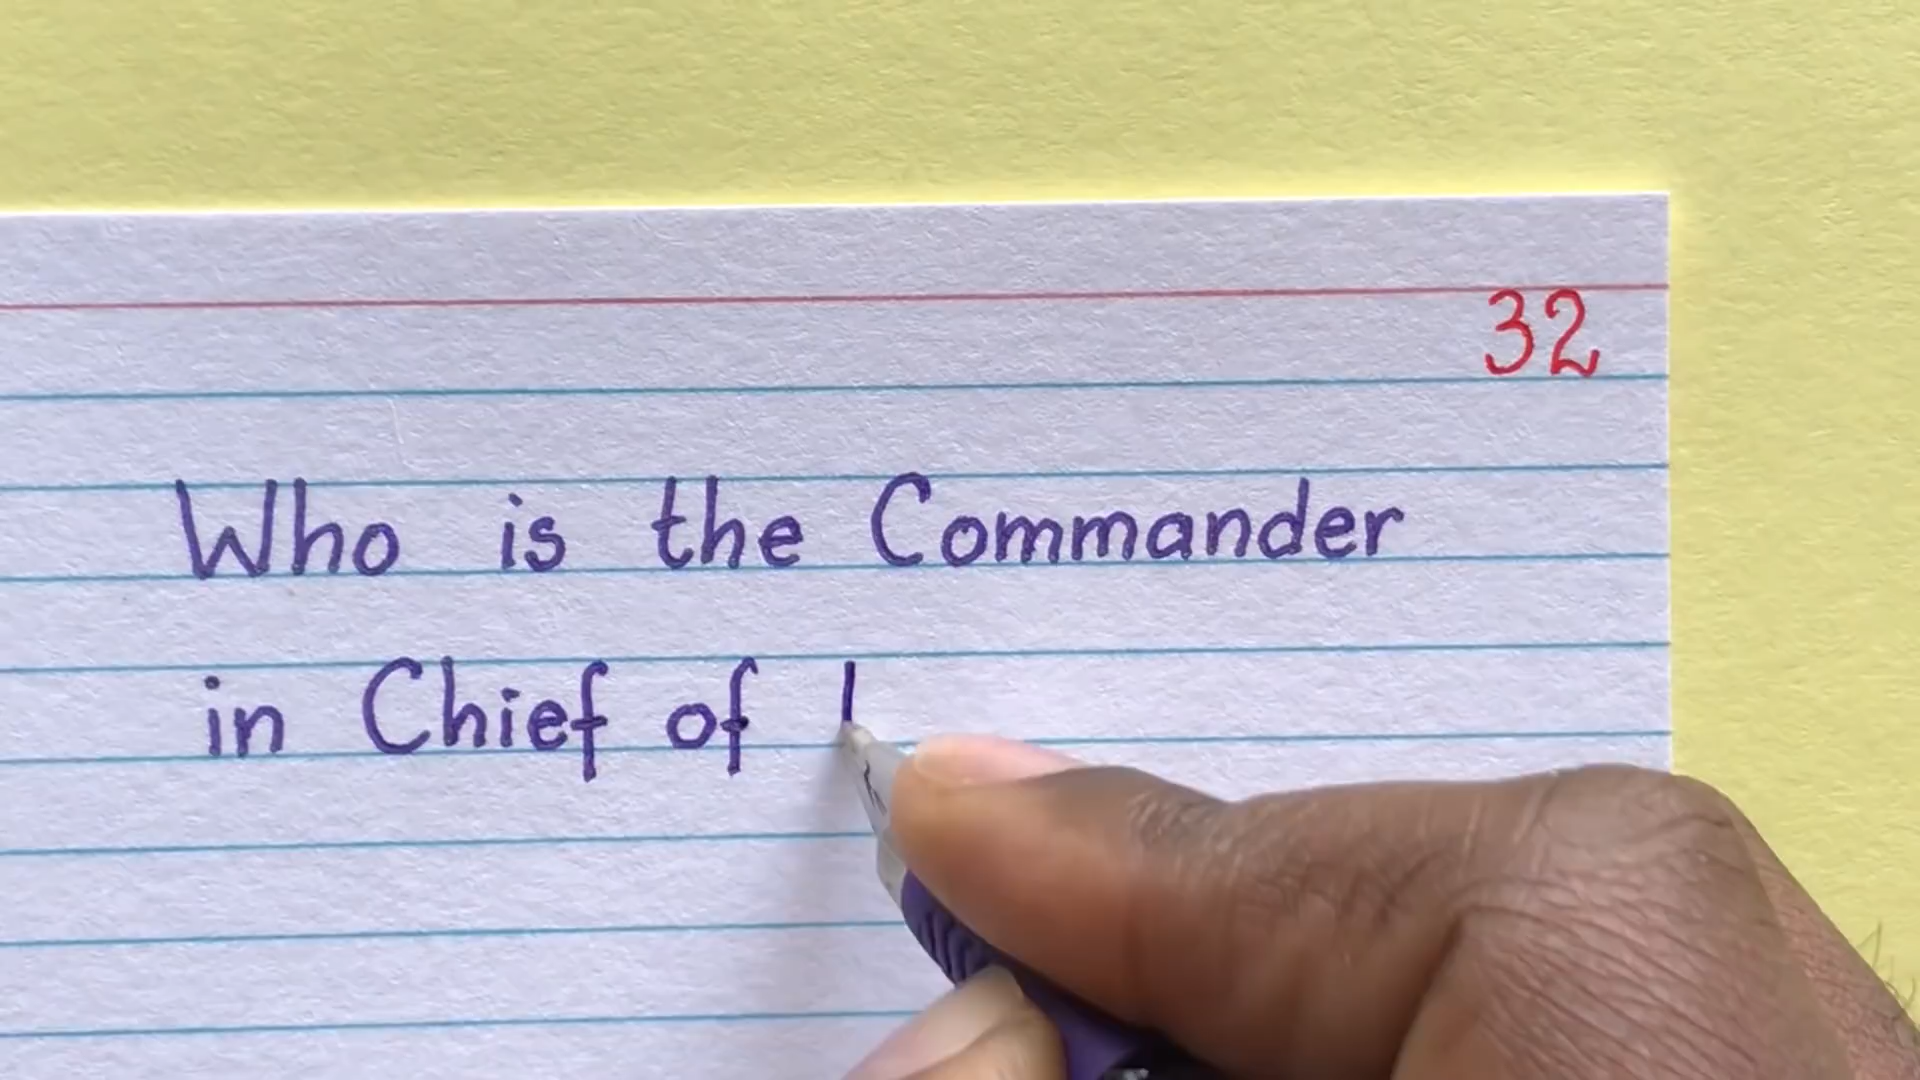 32
Who is the Commander
in Chief of